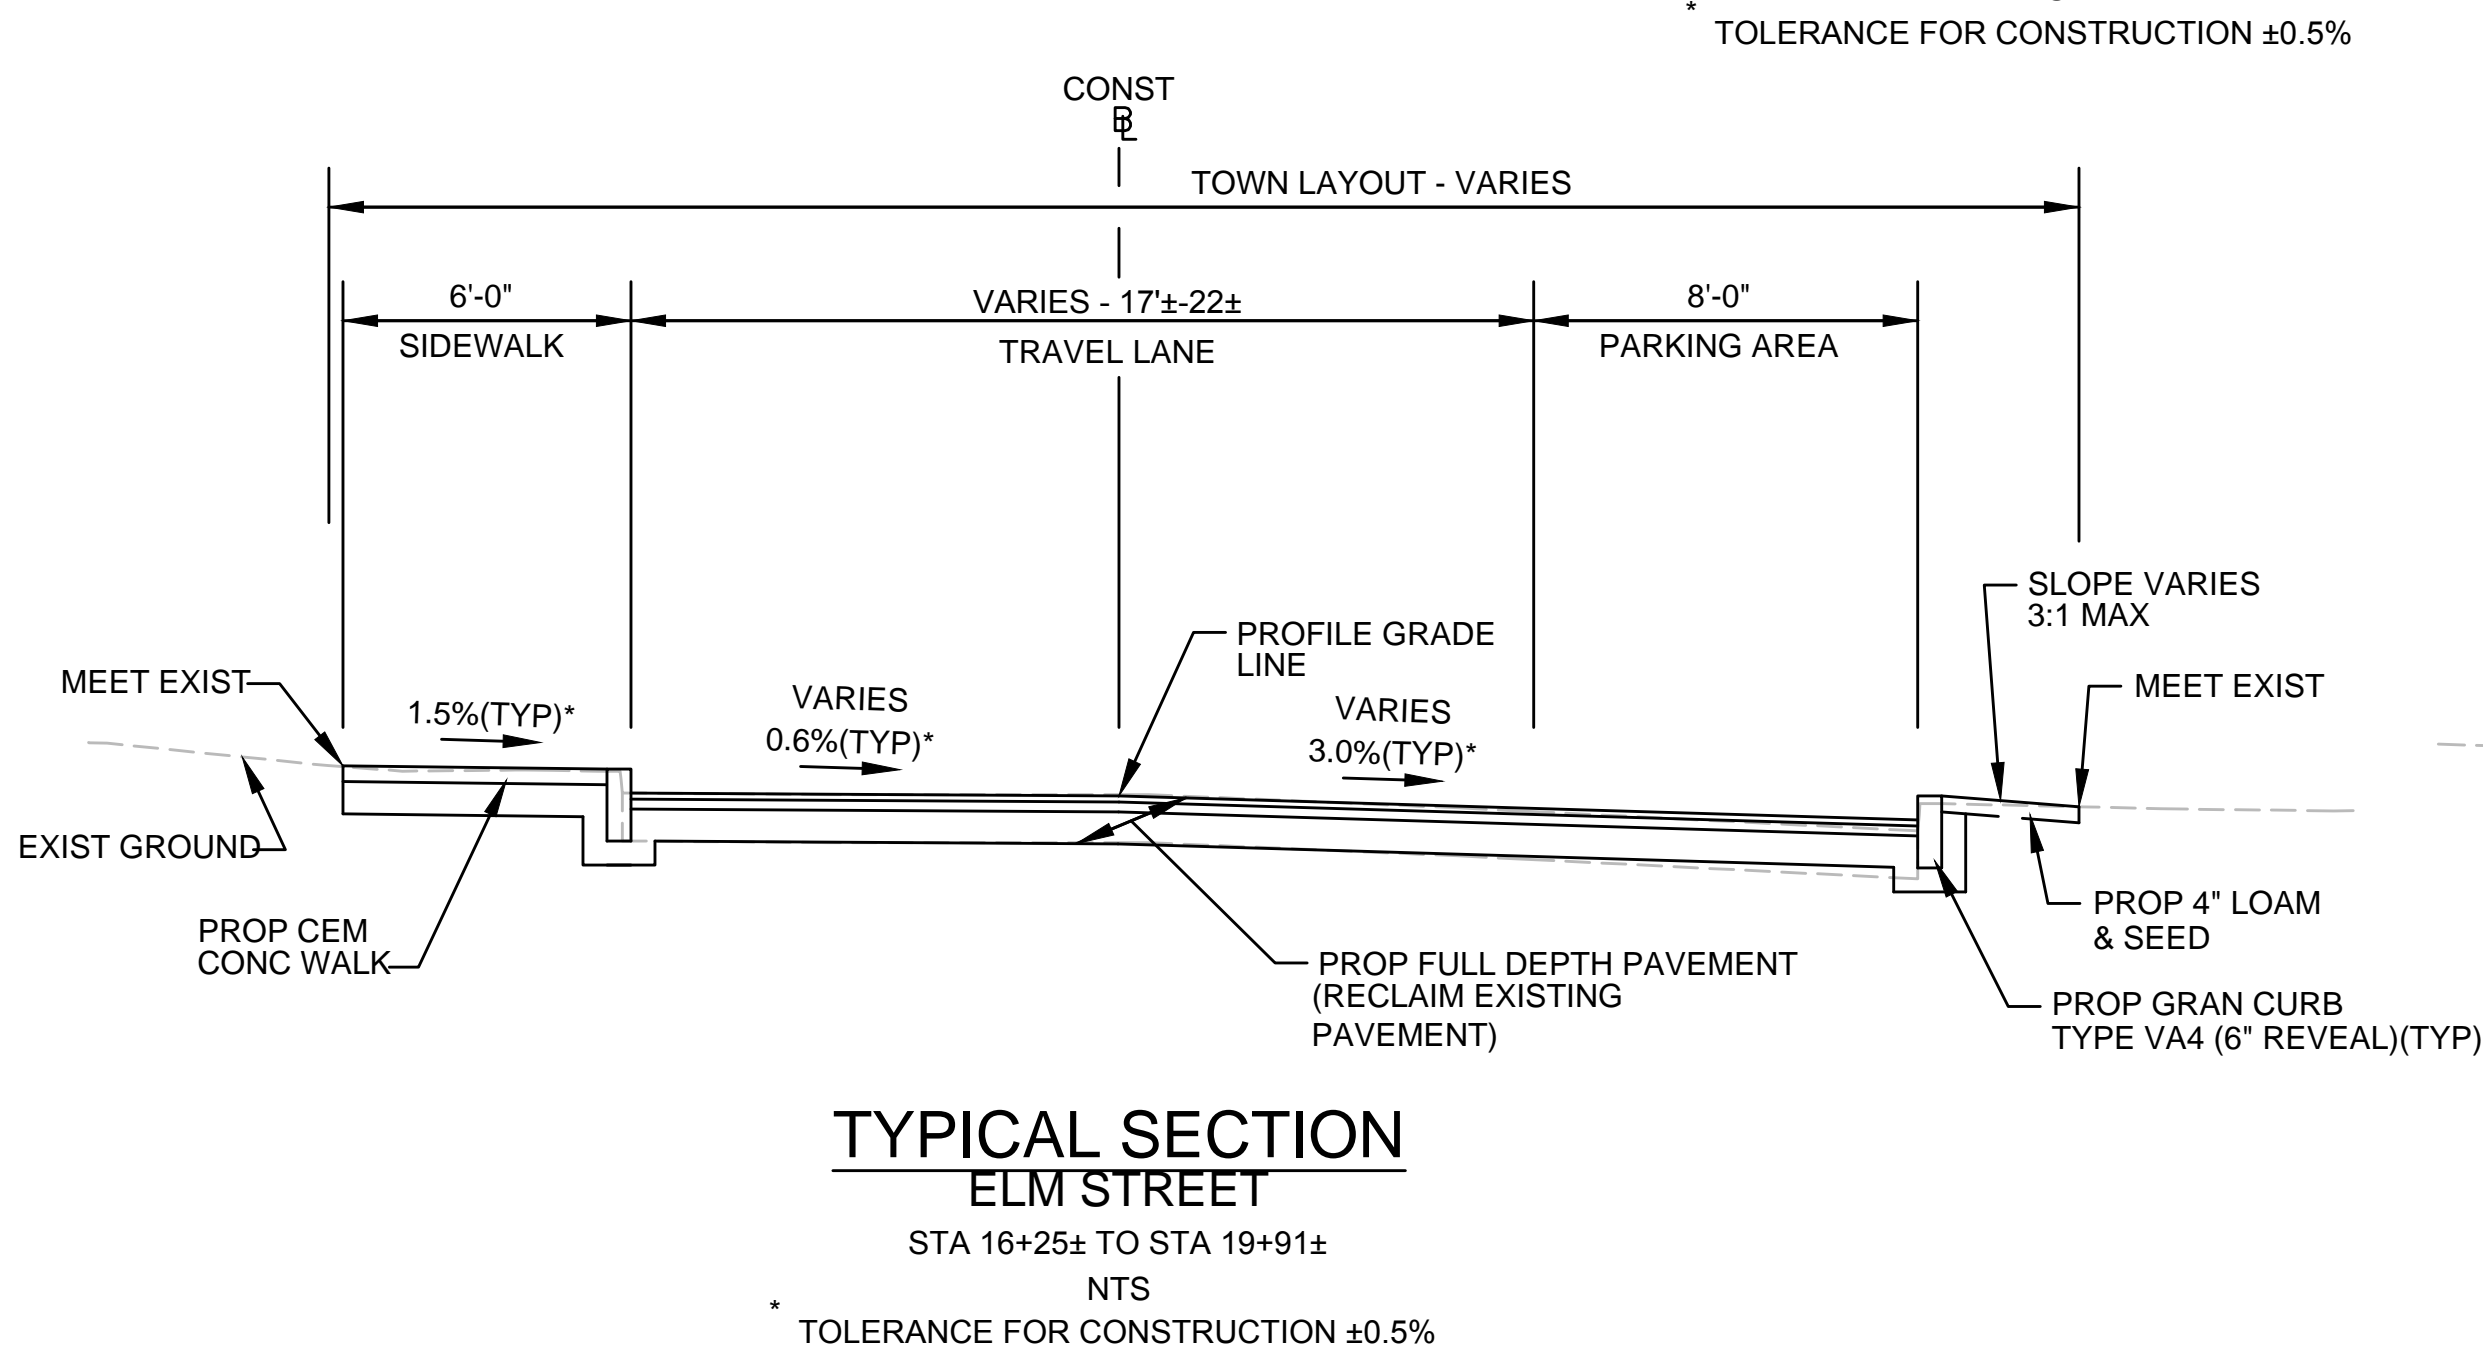 *
TOLERANCE FOR CONSTRUCTION ±0.5%
CONST
BL
TOWN LAYOUT - VARIES
6'-0"
SIDEWALK
VARIES - 17'±-22±
TRAVEL LANE
8'-0"
PARKING AREA
SLOPE VARIES
3:1 MAX
PROFILE GRADE
LINE
MEET EXIST
1.5%(TYP)*
VARIES
0.6%(TYP)*
VARIES
3.0%(TYP)*
MEET EXIST
EXIST GROUND
PROP CEM
CONC WALK
PROP FULL DEPTH PAVEMENT
(RECLAIM EXISTING
PAVEMENT)
PROP 4" LOAM
& SEED
PROP GRAN CURB
TYPE VA4 (6" REVEAL)(TYP)
TYPICAL SECTION
ELM STREET
STA 16+25± TO STA 19+91±
NTS
*
TOLERANCE FOR CONSTRUCTION ±0.5%